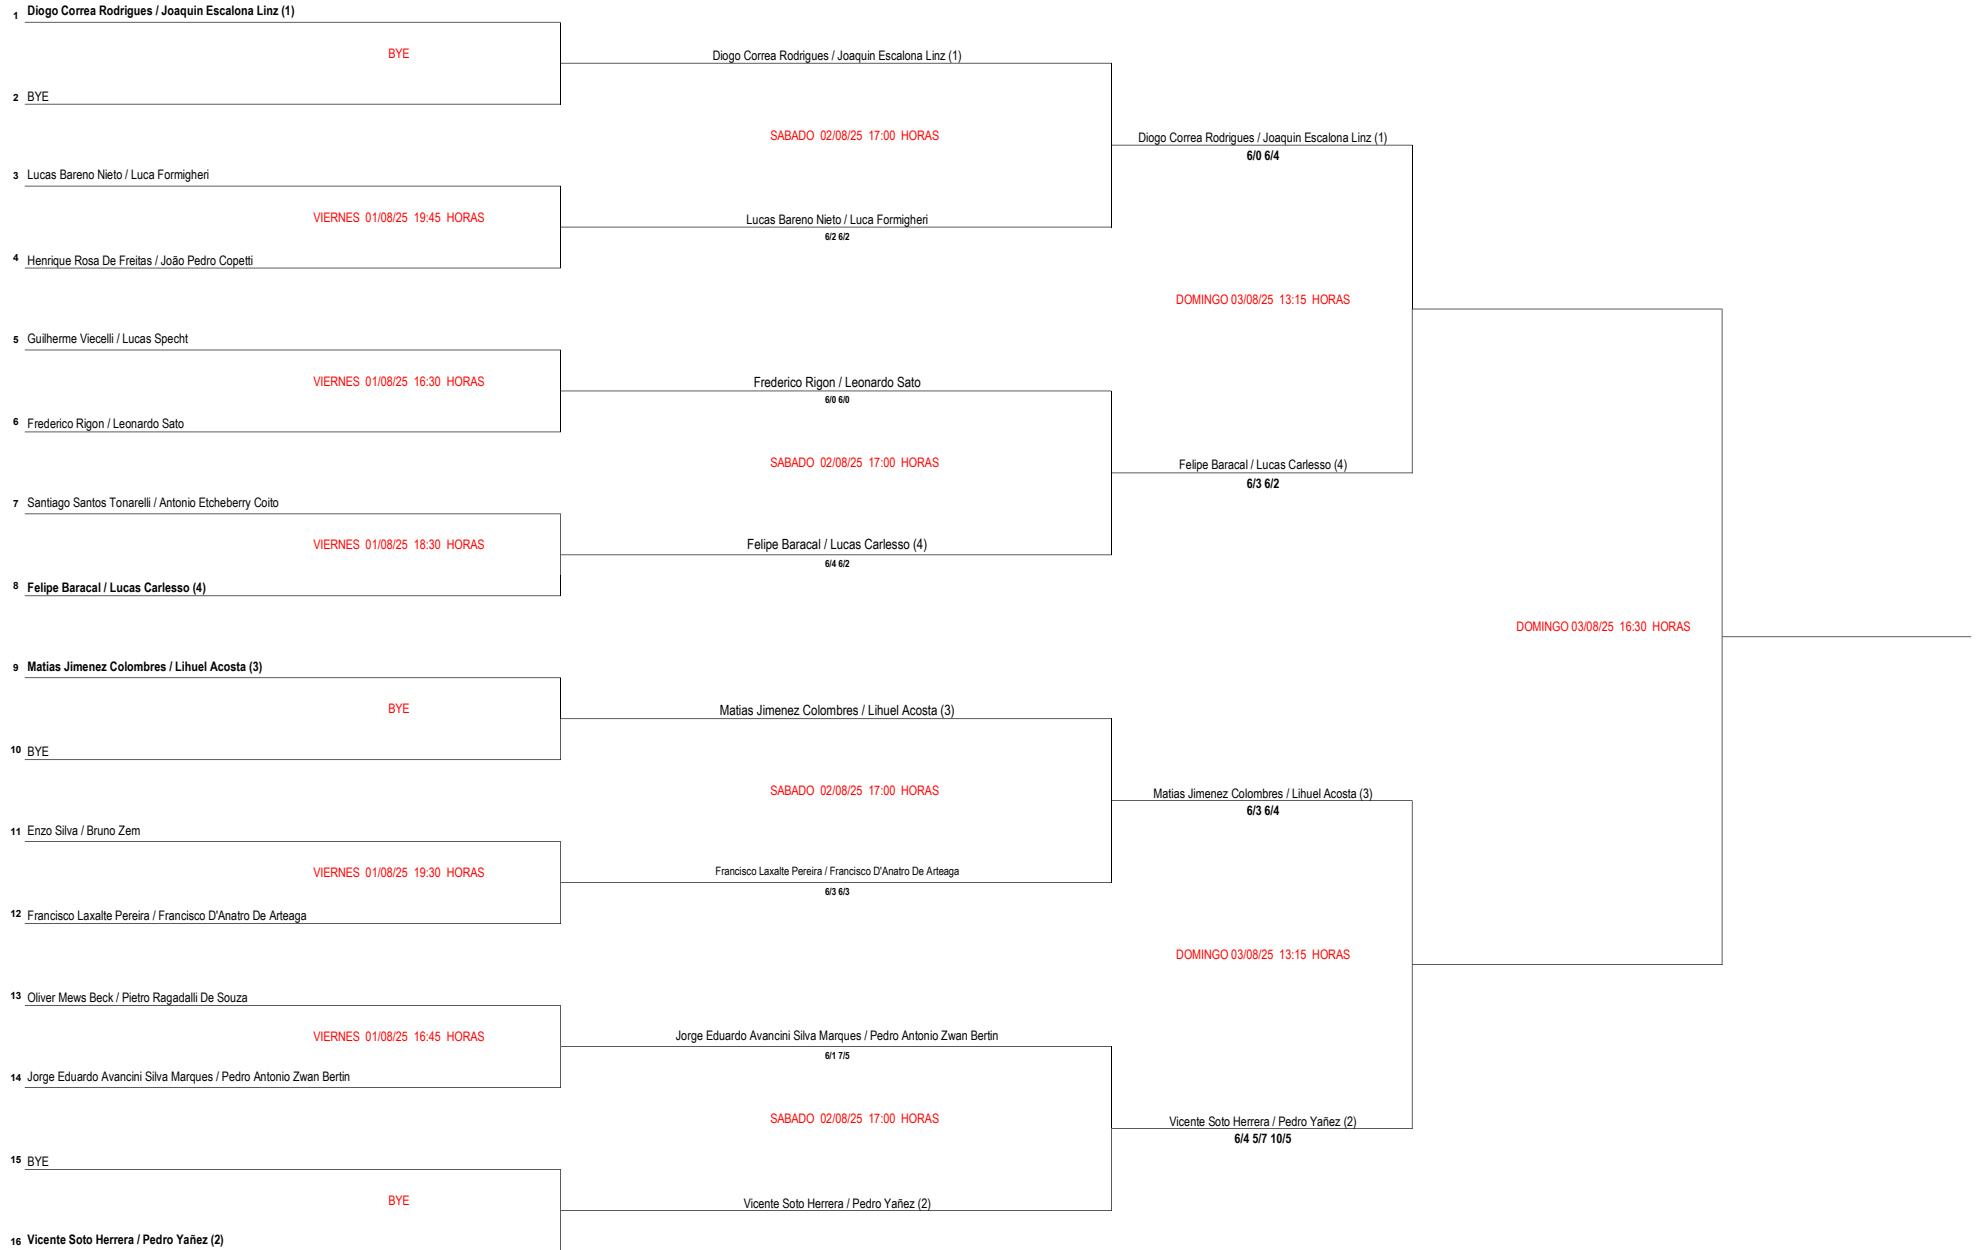 1 Diogo Correa Rodrigues / Joaquin Escalona Linz (1)
BYE
Diogo Correa Rodrigues / Joaquin Escalona Linz (1)
2 BYE
SABADO 02/08/25 17:00 HORAS
Diogo Correa Rodrigues / Joaquin Escalona Linz (1)
6/0 6/4
3 Lucas Bareno Nieto / Luca Formigheri
VIERNES 01/08/25 19:45 HORAS
Lucas Bareno Nieto / Luca Formigheri
6/2 6/2
4 Henrique Rosa De Freitas / João Pedro Copetti
DOMINGO 03/08/25 13:15 HORAS
5 Guilherme Viecelli / Lucas Specht
VIERNES 01/08/25 16:30 HORAS
Frederico Rigon / Leonardo Sato
6/0 6/0
6 Frederico Rigon / Leonardo Sato
SABADO 02/08/25 17:00 HORAS
Felipe Baracal / Lucas Carlesso (4)
6/3 6/2
7 Santiago Santos Tonarelli / Antonio Etcheberry Coito
VIERNES 01/08/25 18:30 HORAS
Felipe Baracal / Lucas Carlesso (4)
6/4 6/2
8 Felipe Baracal / Lucas Carlesso (4)
DOMINGO 03/08/25 16:30 HORAS
9 Matias Jimenez Colombres / Lihuel Acosta (3)
BYE
Matias Jimenez Colombres / Lihuel Acosta (3)
10 BYE
SABADO 02/08/25 17:00 HORAS
Matias Jimenez Colombres / Lihuel Acosta (3)
6/3 6/4
11 Enzo Silva / Bruno Zem
VIERNES 01/08/25 19:30 HORAS
Francisco Laxalte Pereira / Francisco D'Anatro De Arteaga
6/3 6/3
12 Francisco Laxalte Pereira / Francisco D'Anatro De Arteaga
DOMINGO 03/08/25 13:15 HORAS
13 Oliver Mews Beck / Pietro Ragadalli De Souza
VIERNES 01/08/25 16:45 HORAS
Jorge Eduardo Avancini Silva Marques / Pedro Antonio Zwan Bertin
6/1 7/5
14 Jorge Eduardo Avancini Silva Marques / Pedro Antonio Zwan Bertin
SABADO 02/08/25 17:00 HORAS
Vicente Soto Herrera / Pedro Yañez (2)
6/4 5/7 10/5
15 BYE
BYE
Vicente Soto Herrera / Pedro Yañez (2)
16 Vicente Soto Herrera / Pedro Yañez (2)